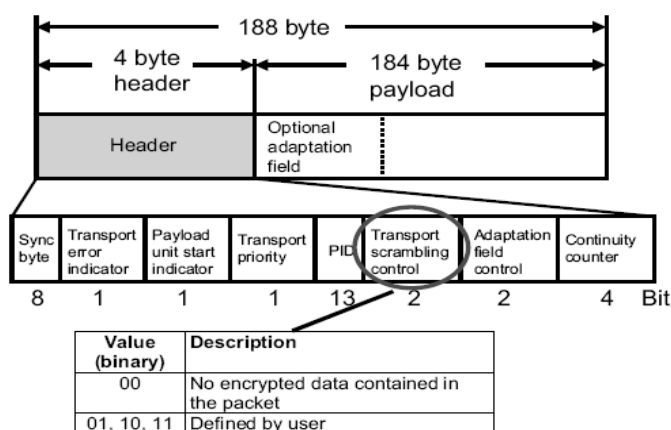 188 byte
4 byte
header
184 byte
payload
Header
Optional
adaptation
field
Sync
byte
Transport
error
indicator
Payload
unit start
indicator
Transport
priority
PID
Transport
scrambling
control
Adaptation
field
control
Continuity
counter
8 1 1 1 13 2 2 4 Bit
Value
(binary)
Description
00 No encrypted data contained in
the packet
01, 10, 11 Defined by user